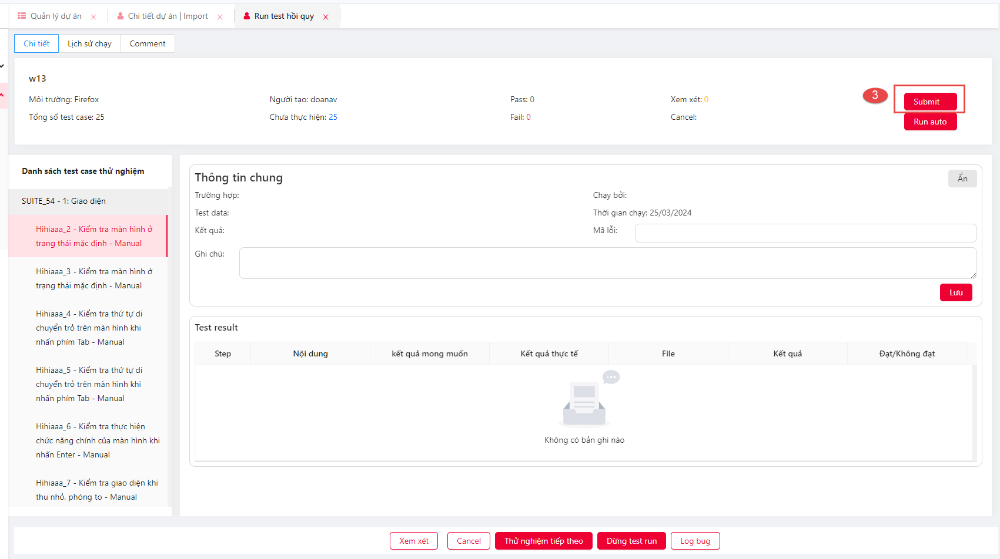 Quản lý dự án
Chi tiết dự án | Import
Run test hồi quy
Chi tiết
Lịch sử chạy
Comment
w13
Môi trường: Firefox
Người tạo: doanav
Pass: 0
Xem xét: 0
Tổng số test case: 25
Chưa thực hiện: 25
Fail: 0
Cancel:
3
Submit
Run auto
Danh sách test case thử nghiệm
SUITE_54 - 1: Giao diện
Hihiaaa_2 - Kiểm tra màn hình ở
trạng thái mặc định - Manual
Hihiaaa_3 - Kiểm tra màn hình ở
trạng thái mặc định - Manual
Hihiaaa_4 - Kiểm tra thứ tự di
chuyển trỏ trên màn hình khi
nhấn phím Tab - Manual
Hihiaaa_5 - Kiểm tra thứ tự di
chuyển trỏ trên màn hình khi
nhấn phím Tab - Manual
Hihiaaa_6 - Kiểm tra thực hiện
chức năng chính của màn hình khi
nhấn Enter - Manual
Hihiaaa_7 - Kiểm tra giao diện khi
thu nhỏ, phóng to - Manual
Thông tin chung
Ẩn
Trường hợp:
Chạy bởi:
Test data:
Thời gian chạy: 25/03/2024
Kết quả:
Mã lỗi:
Ghi chú:
Lưu
Test result
Step
Nội dung
kết quả mong muốn
Kết quả thực tế
File
Kết quả
Đạt/Không đạt
Không có bản ghi nào
Xem xét
Cancel
Thử nghiệm tiếp theo
Dừng test run
Log bug